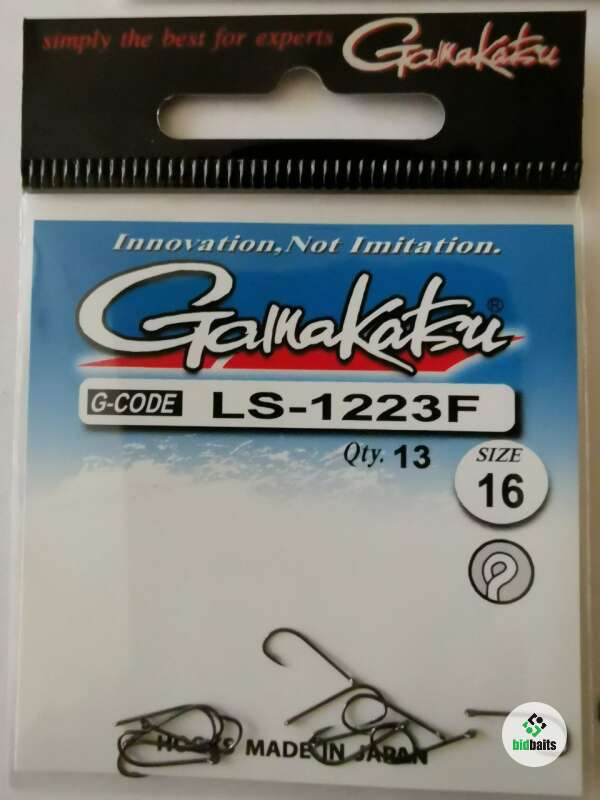 simply the best for experts Gamakatsu
Innovation, Not Imitation.
Gamakatsu®
G-CODE LS-1223F
Qty. 13 SIZE
16
HOOKS MADE IN JAPAN
bidbaits